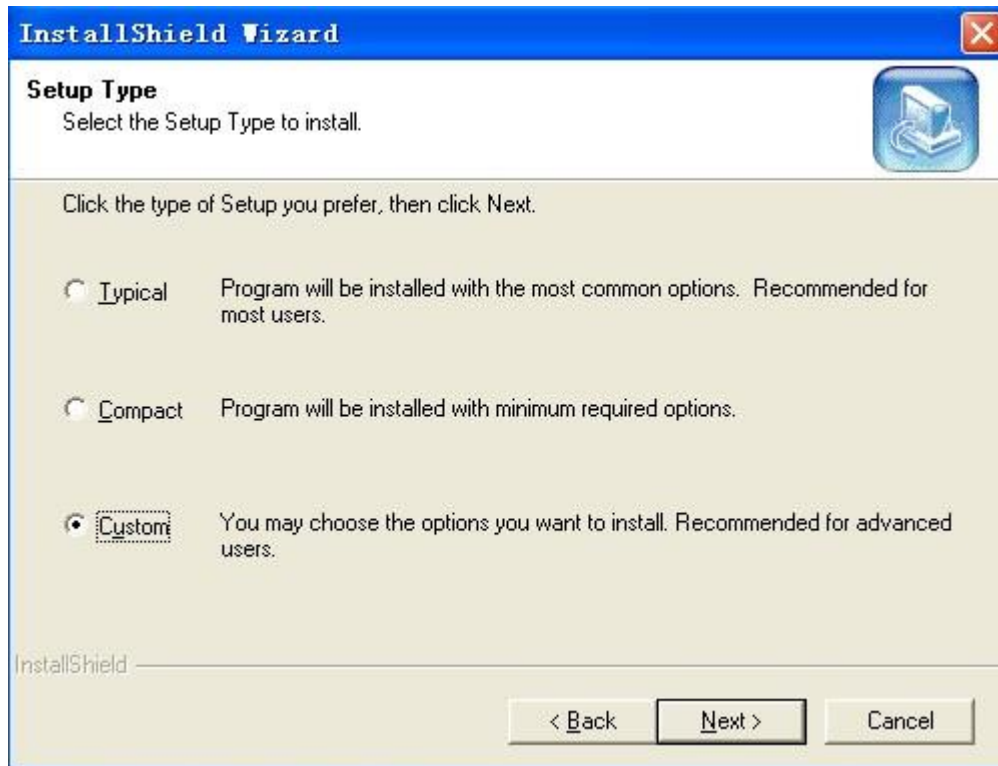 InstallShield Wizard
Setup Type
Select the Setup Type to install.
Click the type of Setup you prefer, then click Next.
Typical
Program will be installed with the most common options.  Recommended for
most users.
Compact
Program will be installed with minimum required options.
Custom
You may choose the options you want to install. Recommended for advanced
users.
InstallShield
< Back
Next >
Cancel